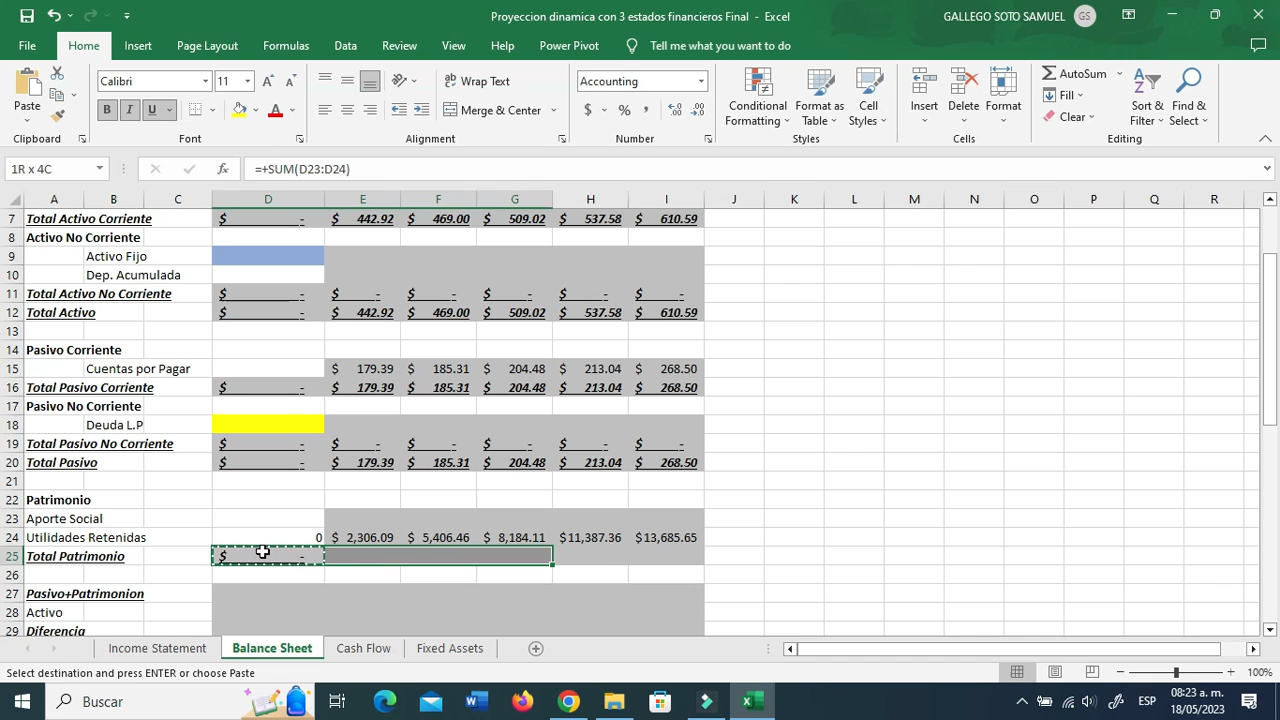 Proyeccion dinamica con 3 estados financieros Final - Excel
GALLEGO SOTO SAMUEL
GS
File Home Insert Page Layout Formulas Data Review View Help Power Pivot Tell me what you want to do
Paste
Calibri 11
B I U
Wrap Text
Merge & Center
Accounting
$ %
Conditional Formatting
Format as Table
Cell Styles
Insert
Delete
Format
AutoSum
Fill
Clear
Sort & Filter
Find & Select
Clipboard Font Alignment Number Styles Cells Editing
1R x 4C fx =+SUM(D23:D24)
A B C D E F G H I J K L M N O P Q R
7 Total Activo Corriente $ - $ 442.92 $ 469.00 $ 509.02 $ 537.58 $ 610.59
8 Activo No Corriente
9 Activo Fijo
10 Dep. Acumulada
11 Total Activo No Corriente $ - $ - $ - $ - $ - $ -
12 Total Activo $ - $ 442.92 $ 469.00 $ 509.02 $ 537.58 $ 610.59
13
14 Pasivo Corriente
15 Cuentas por Pagar $ 179.39 $ 185.31 $ 204.48 $ 213.04 $ 268.50
16 Total Pasivo Corriente $ - $ 179.39 $ 185.31 $ 204.48 $ 213.04 $ 268.50
17 Pasivo No Corriente
18 Deuda L.P
19 Total Pasivo No Corriente $ - $ - $ - $ - $ - $ -
20 Total Pasivo $ - $ 179.39 $ 185.31 $ 204.48 $ 213.04 $ 268.50
21
22 Patrimonio
23 Aporte Social
24 Utilidades Retenidas 0 $ 2,306.09 $ 5,406.46 $ 8,184.11 $11,387.36 $13,685.65
25 Total Patrimonio $ -
26
27 Pasivo+Patrimonion
28 Activo
29 Diferencia
Income Statement Balance Sheet Cash Flow Fixed Assets
Select destination and press ENTER or choose Paste
100%
Buscar
ESP
08:23 a. m.
18/05/2023